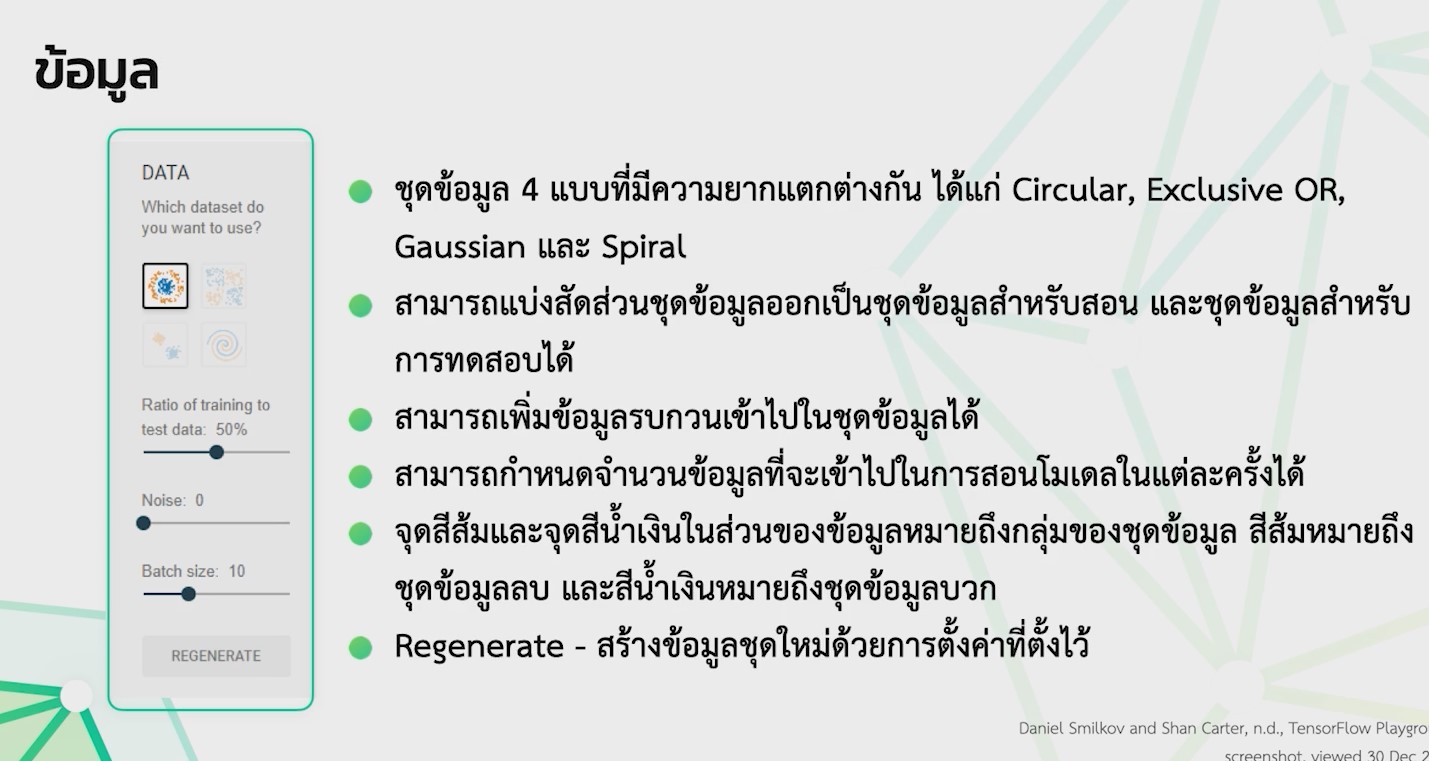 ข้อมูล
DATA
Which dataset do
you want to use?
Ratio of training to
test data: 50%
Noise: 0
Batch size: 10
REGENERATE
ชุดข้อมูล 4 แบบที่มีความยากแตกต่างกัน ได้แก่ Circular, Exclusive OR,
Gaussian และ Spiral
สามารถแบ่งสัดส่วนชุดข้อมูลออกเป็นชุดข้อมูลสำหรับสอน และชุดข้อมูลสำหรับ
การทดสอบได้
สามารถเพิ่มข้อมูลรบกวนเข้าไปในชุดข้อมูลได้
สามารถกำหนดจำนวนข้อมูลที่จะเข้าไปในการสอนโมเดลในแต่ละครั้งได้
จุดสีส้มและจุดสีน้ำเงินในส่วนของข้อมูลหมายถึงกลุ่มของชุดข้อมูล สีส้มหมายถึง
ชุดข้อมูลลบ และสีน้ำเงินหมายถึงชุดข้อมูลบวก
Regenerate - สร้างข้อมูลชุดใหม่ด้วยการตั้งค่าที่ตั้งไว้
Daniel Smilkov and Shan Carter, n.d., TensorFlow Playgro
screenshot, viewed 30 Dec 2